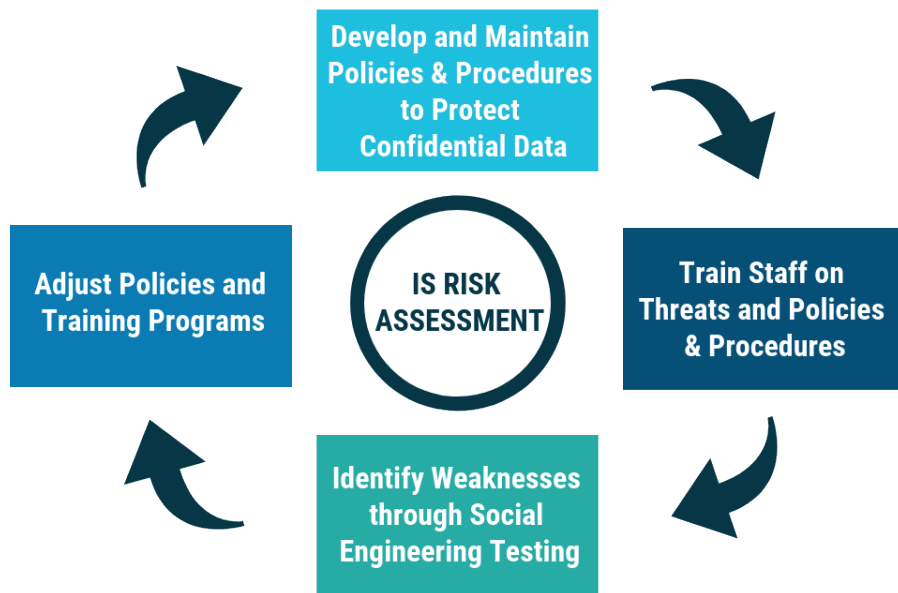 Develop and Maintain
Policies & Procedures
to Protect
Confidential Data
Train Staff on
Threats and Policies
& Procedures
Identify Weaknesses
through Social
Engineering Testing
Adjust Policies and
Training Programs
IS RISK
ASSESSMENT